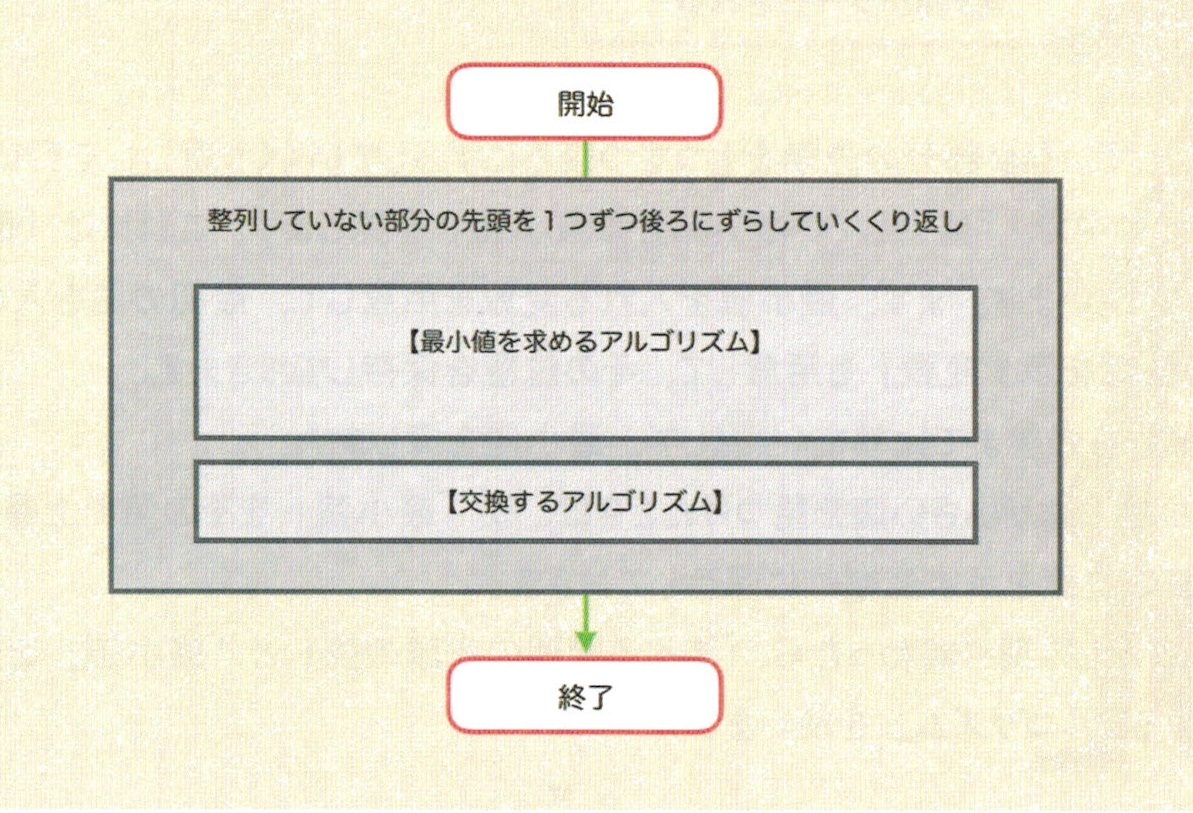 開始
整列していない部分の先頭を1つずつ後ろにずらしていくくり返し
【最小値を求めるアルゴリズム】
【交換するアルゴリズム】
終了